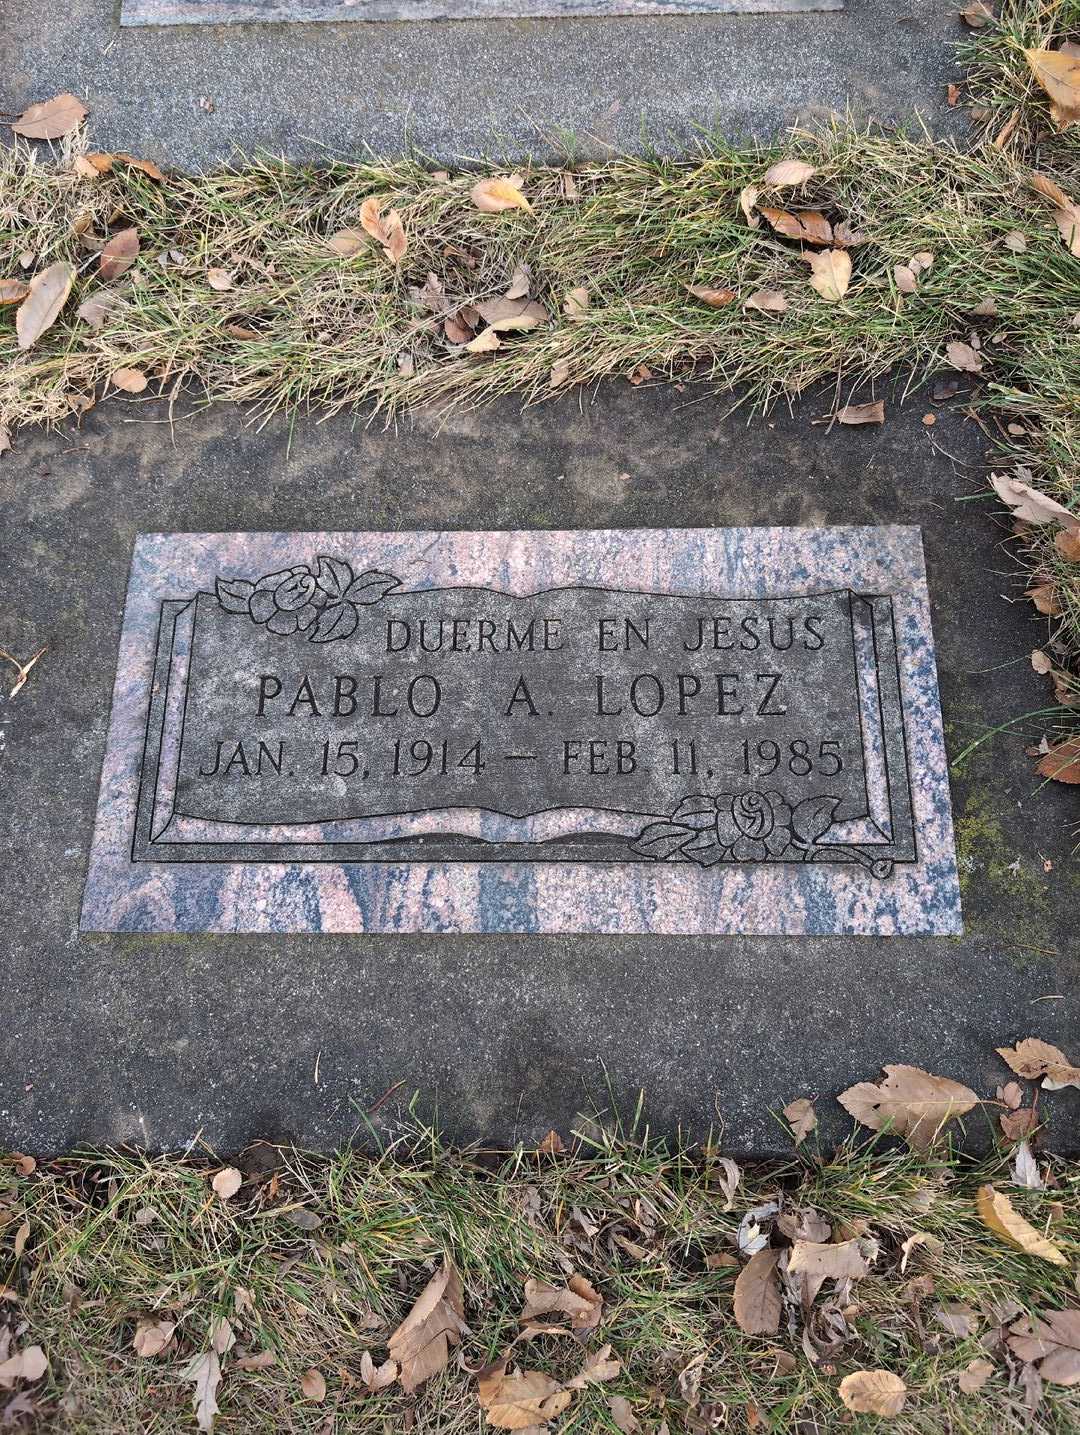 DUERME EN JESUS
PABLO A. LOPEZ
JAN. 15, 1914 — FEB. 11, 1985